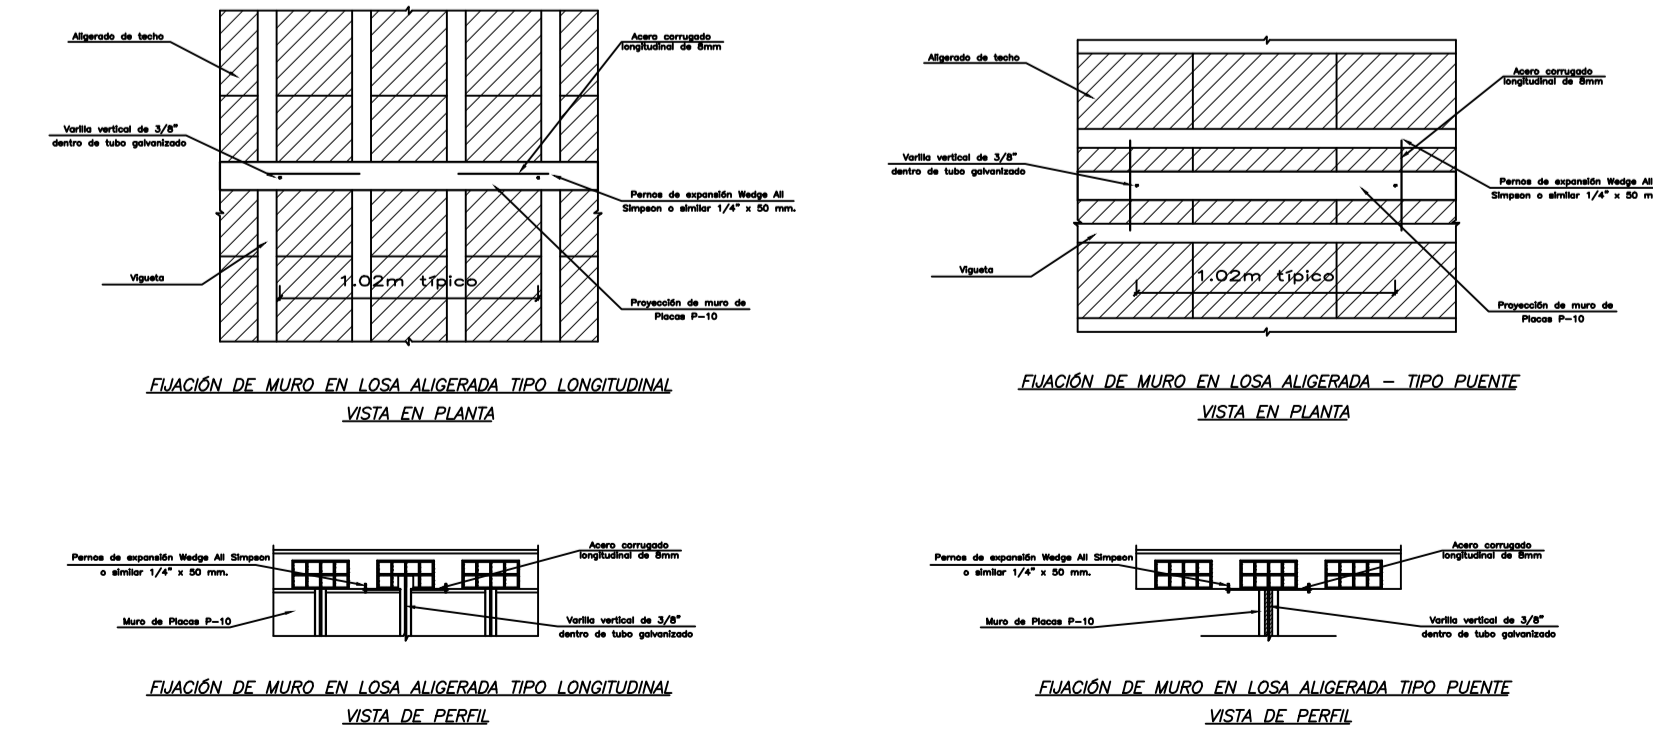 Aligerado de techo
Acero corrugado
longitudinal de 8mm
Varilla vertical de 3/8"
dentro de tubo galvanizado
Pernos de expansión Wedge All
Simpson o similar 1/4" x 50 mm.
Vigueta
1.02m típico
Proyección de muro de
Placas P-10
FIJACIÓN DE MURO EN LOSA ALIGERADA TIPO LONGITUDINAL
VISTA EN PLANTA
Aligerado de techo
Acero corrugado
longitudinal de 8mm
Varilla vertical de 3/8"
dentro de tubo galvanizado
Pernos de expansión Wedge All
Simpson o similar 1/4" x 50 m
Vigueta
1.02m típico
Proyección de muro de
Placas P-10
FIJACIÓN DE MURO EN LOSA ALIGERADA - TIPO PUENTE
VISTA EN PLANTA
Pernos de expansión Wedge All Simpson
o similar 1/4" x 50 mm.
Acero corrugado
longitudinal de 8mm
Muro de Placas P-10
Varilla vertical de 3/8"
dentro de tubo galvanizado
FIJACIÓN DE MURO EN LOSA ALIGERADA TIPO LONGITUDINAL
VISTA DE PERFIL
Pernos de expansión Wedge All Simpson
o similar 1/4" x 50 mm.
Acero corrugado
longitudinal de 8mm
Muro de Placas P-10
Varilla vertical de 3/8"
dentro de tubo galvanizado
FIJACIÓN DE MURO EN LOSA ALIGERADA TIPO PUENTE
VISTA DE PERFIL